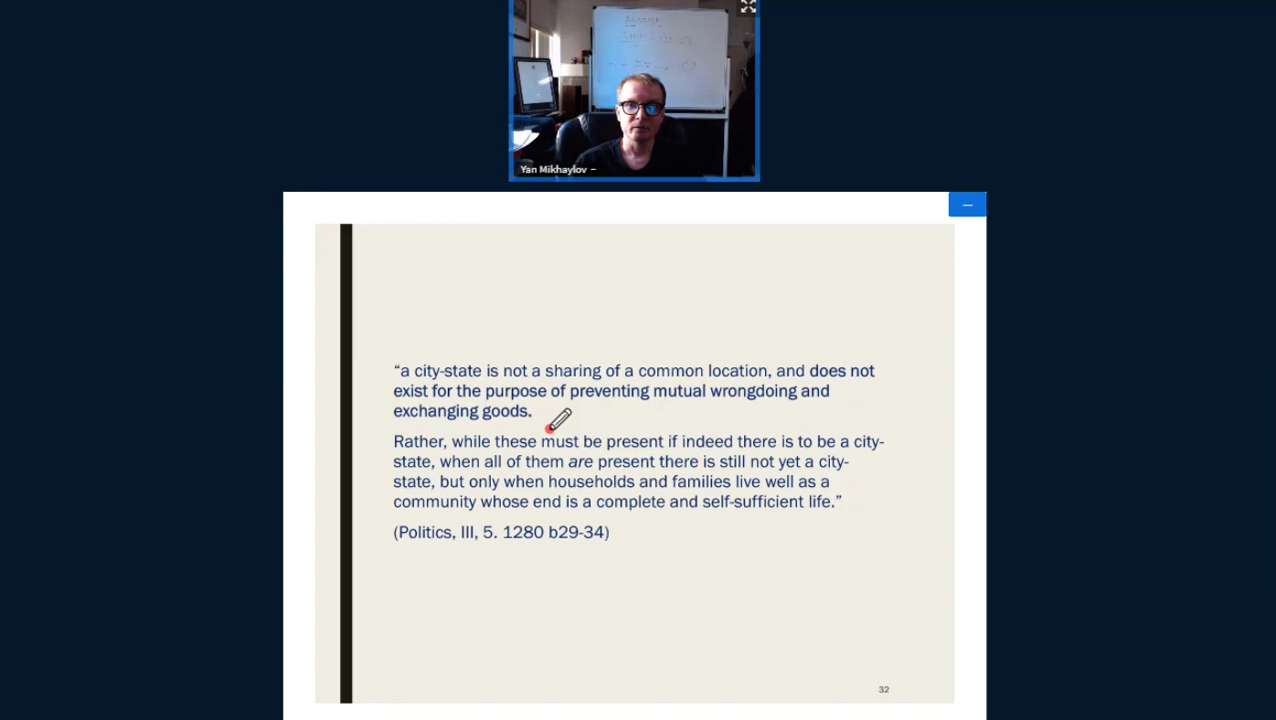 Yan Mikhaylov
“a city-state is not a sharing of a common location, and does not
exist for the purpose of preventing mutual wrongdoing and
exchanging goods.
Rather, while these must be present if indeed there is to be a city-
state, when all of them are present there is still not yet a city-
state, but only when households and families live well as a
community whose end is a complete and self-sufficient life.”
(Politics, III, 5. 1280 b29-34)
32